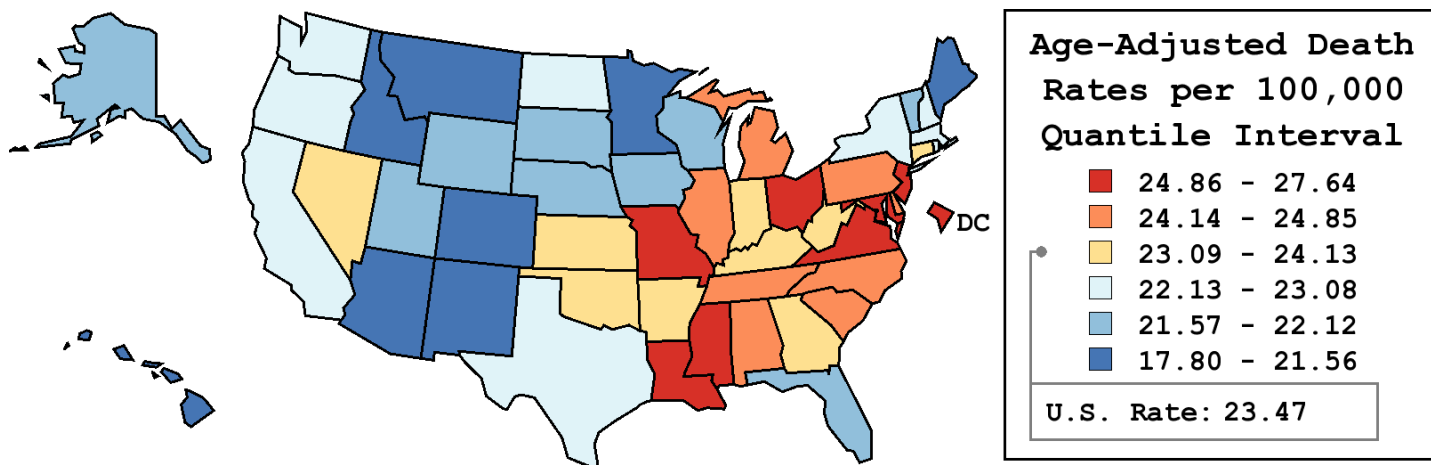 Age-Adjusted Death
Rates per 100,000
Quantile Interval
24.86 - 27.64
24.14 - 24.85
23.09 - 24.13
22.13 - 23.08
21.57 - 22.12
17.80 - 21.56
U.S. Rate: 23.47
DC